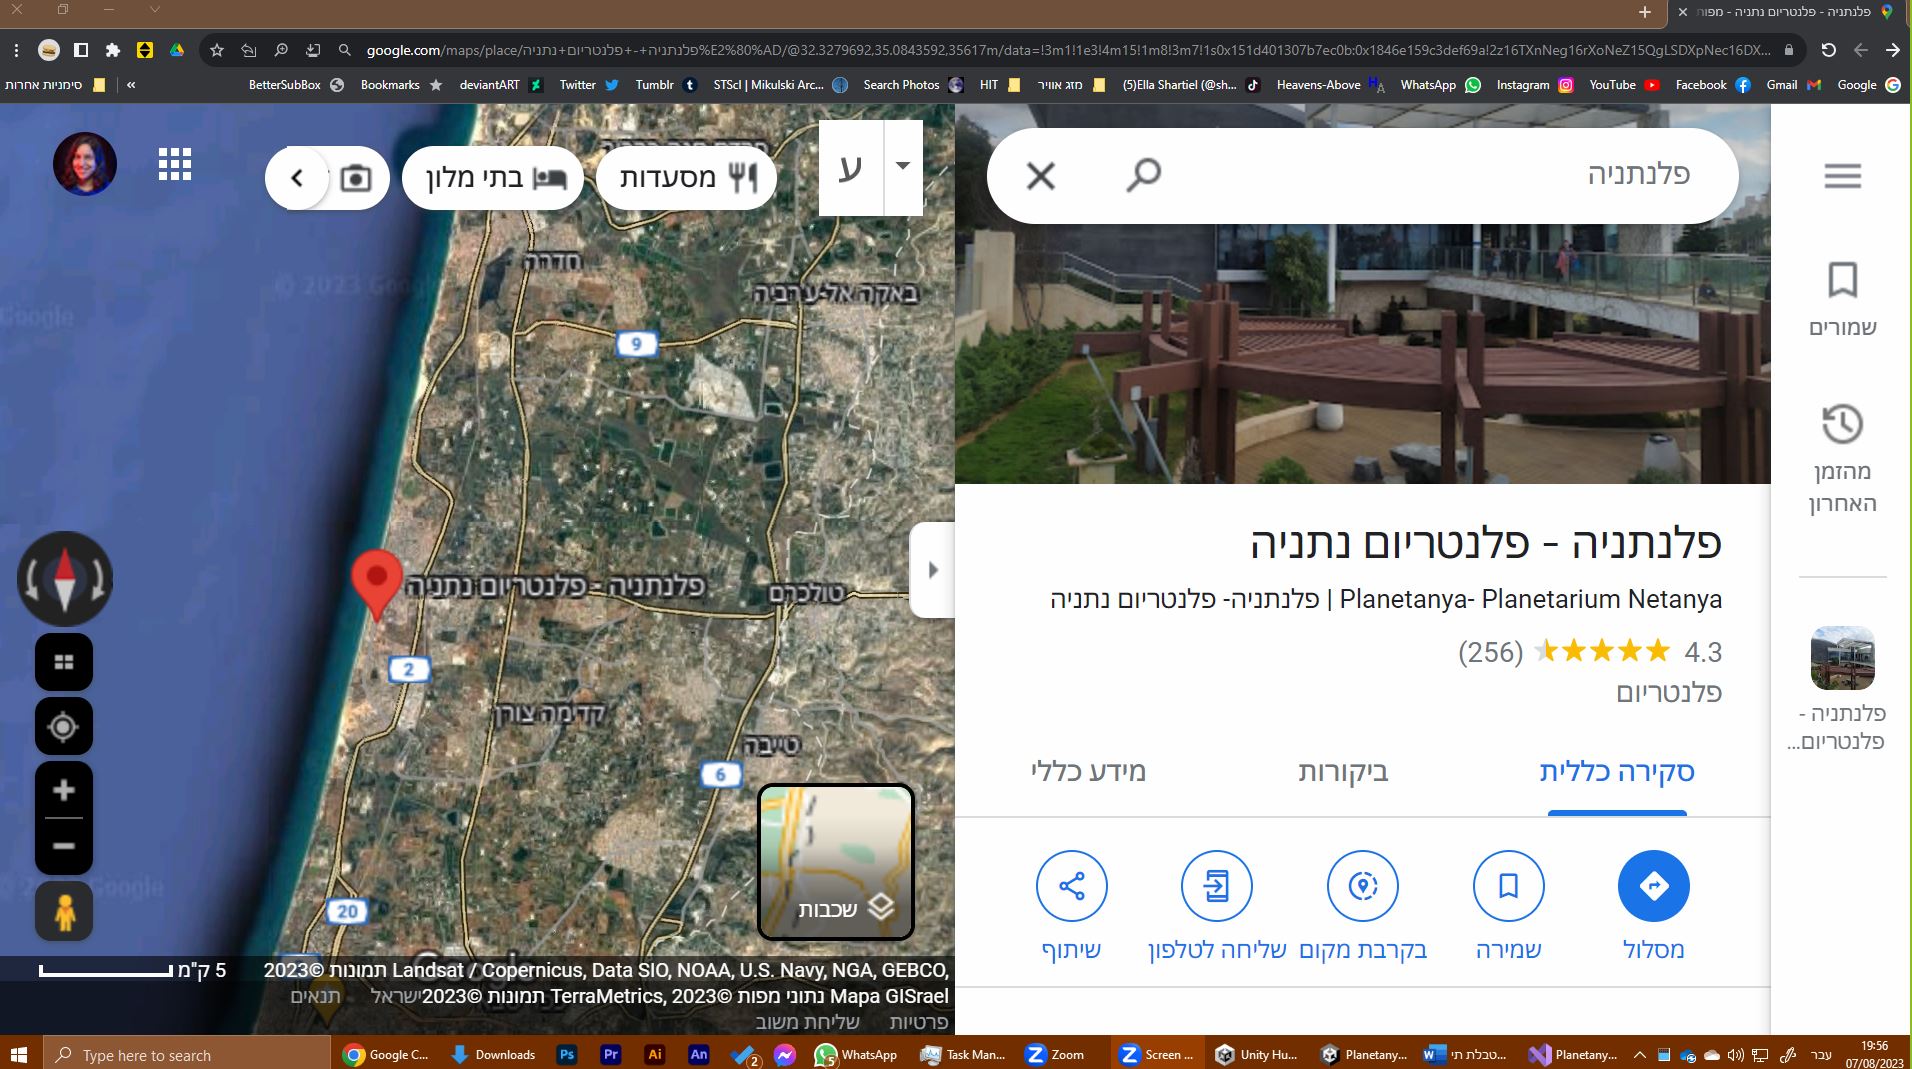 פלנתניה - פלנטריום נתניה - מפות
google.com/maps/place/פלנתניה+-+פלנטריום+נתניה%E2%80%AD/@32.3279692,35.0843592,35617m/data=!3m1!1e3!4m15!1m8!3m7!1s0x151d401307b7ec0b:0x1846e159c3def69a!2z16TXnNeg16rXoNeZ15QgLSDXpNec16DX...
Google
Gmail
Facebook
YouTube
Instagram
WhatsApp
Heavens-Above
(5)Ella Shartiel (@sh...
מזג אוויר
HIT
Search Photos
STScI | Mikulski Arc...
Tumblr
Twitter
deviantART
Bookmarks
BetterSubBox
»
סימניות אחרות
פלנתניה
שמורים
מהזמן
האחרון
פלנתניה -
פלנטריום...
פלנתניה - פלנטריום נתניה
Planetanya- Planetarium Netanya | פלנתניה- פלנטריום נתניה
4.3 (256)
פלנטריום
סקירה כללית
ביקורות
מידע כללי
מסלול
שמירה
בקרבת מקום
שליחה לטלפון
שיתוף
ע
מסעדות
בתי מלון
חדרה
באקה אל-ערביה
© 2023 Google
Google
9
פלנתניה - פלנטריום נתניה
טולכרם
2
קדימה צורן
טייבה
6
20
שכבות
Google
5 ק"מ
תמונות ©2023 Landsat / Copernicus, Data SIO, NOAA, U.S. Navy, NGA, GEBCO,
Mapa GISrael נתוני מפות ©2023 TerraMetrics, תמונות ©2023
ישראל
תנאים
פרטיות
שליחת משוב
Type here to search
Google C...
Downloads
Ps
Pr
Ai
An
2
5
WhatsApp
Task Man...
Zoom
Screen ...
Unity Hu...
Planetany...
טבלת תי...
Planetany...
עבר
19:56
07/08/2023